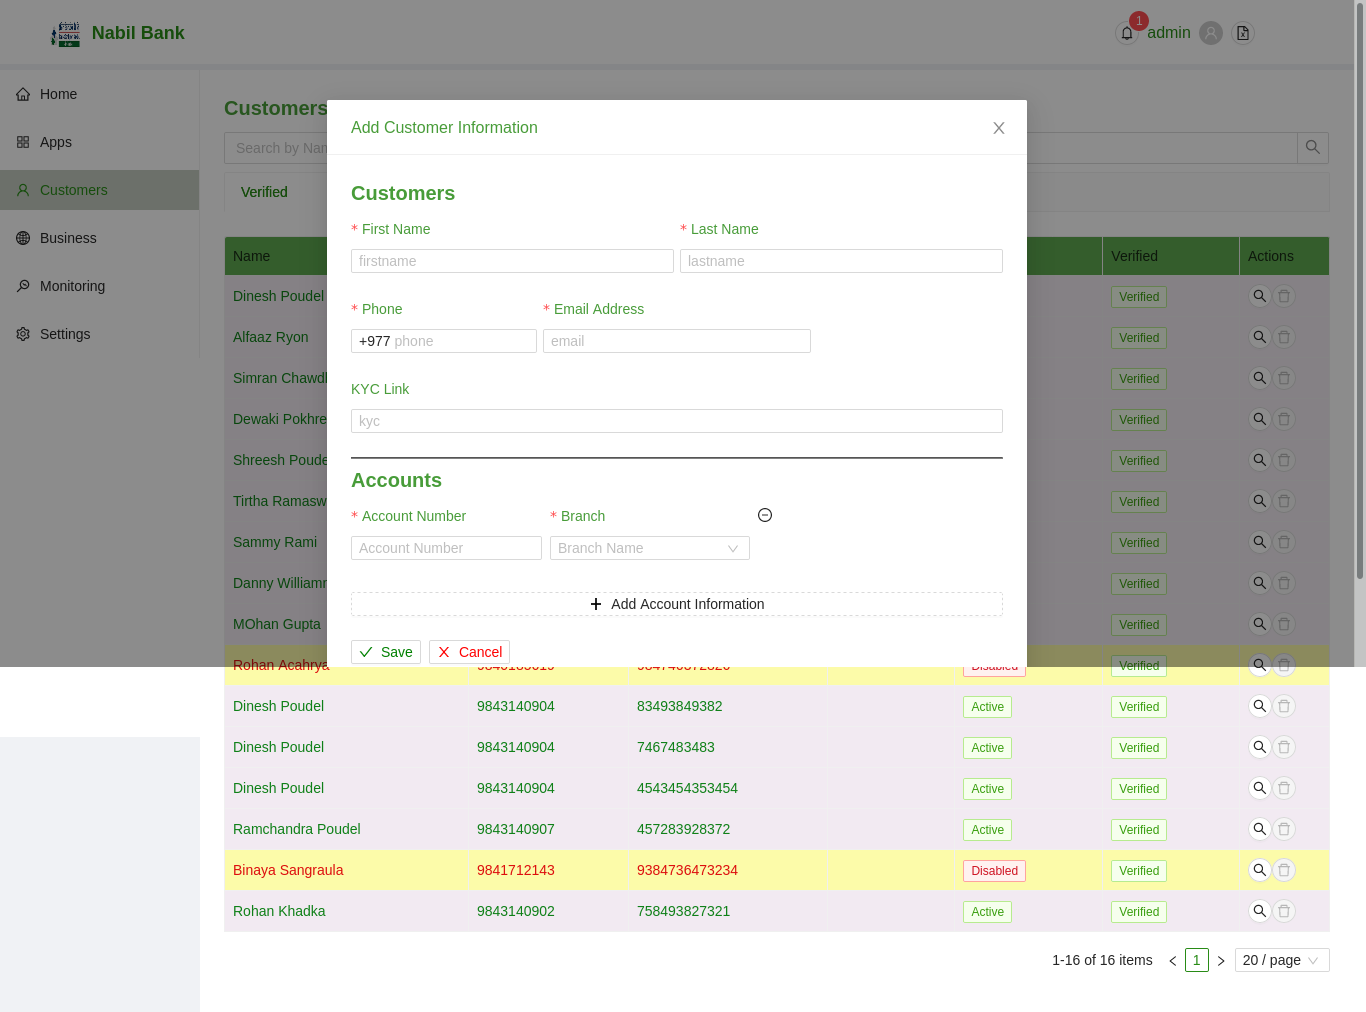 Nabil Bank
1
admin
Home
Apps
Customers
Business
Monitoring
Settings
Customers
Search by Nan
Verified
Name Verified Actions
Dinesh Poudel Verified
Alfaaz Ryon Verified
Simran Chawdh Verified
Dewaki Pokhre Verified
Shreesh Poude Verified
Tirtha Ramasw Verified
Sammy Rami Verified
Danny Williamr Verified
MOhan Gupta Verified
Rohan Acahrya Disabled Verified
Dinesh Poudel 9843140904 83493849382 Active Verified
Dinesh Poudel 9843140904 7467483483 Active Verified
Dinesh Poudel 9843140904 4543454353454 Active Verified
Ramchandra Poudel 9843140907 457283928372 Active Verified
Binaya Sangraula 9841712143 9384736473234 Disabled Verified
Rohan Khadka 9843140902 758493827321 Active Verified
1-16 of 16 items 1 20 / page
Add Customer Information
Customers
* First Name * Last Name
firstname lastname
* Phone * Email Address
+977 phone email
KYC Link
kyc
Accounts
* Account Number * Branch
Account Number Branch Name
Add Account Information
Save Cancel